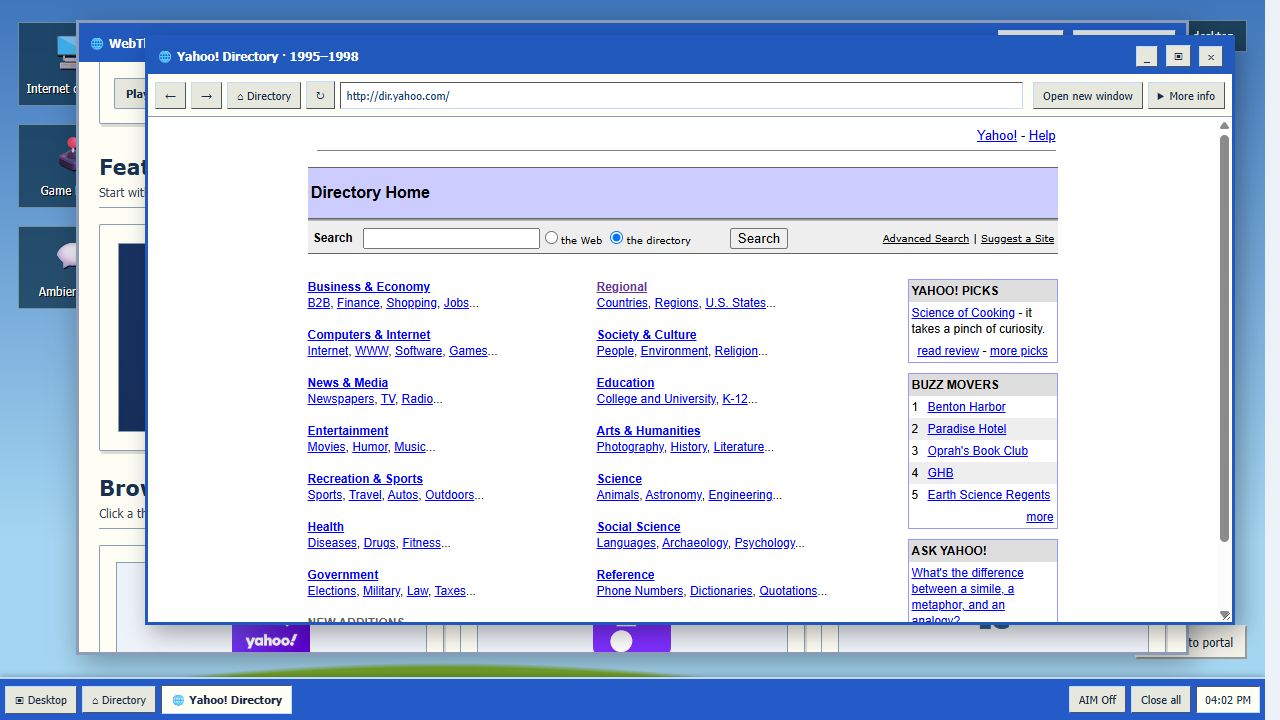 desktop
WebTh
Yahoo! Directory · 1995–1998
← → ⌂ Directory ↻ http://dir.yahoo.com/ Open new window ► More info
Internet
Game
Ambien
Play
Feat
Start wit
Brow
Click a th
Yahoo! - Help
Directory Home
Search the Web the directory Search Advanced Search | Suggest a Site
Business & Economy
B2B, Finance, Shopping, Jobs...
Computers & Internet
Internet, WWW, Software, Games...
News & Media
Newspapers, TV, Radio...
Entertainment
Movies, Humor, Music...
Recreation & Sports
Sports, Travel, Autos, Outdoors...
Health
Diseases, Drugs, Fitness...
Government
Elections, Military, Law, Taxes...
NEW ADDITIONS
Regional
Countries, Regions, U.S. States...
Society & Culture
People, Environment, Religion...
Education
College and University, K-12...
Arts & Humanities
Photography, History, Literature...
Science
Animals, Astronomy, Engineering...
Social Science
Languages, Archaeology, Psychology...
Reference
Phone Numbers, Dictionaries, Quotations...
YAHOO! PICKS
Science of Cooking - it
takes a pinch of curiosity.
read review - more picks
BUZZ MOVERS
1 Benton Harbor
2 Paradise Hotel
3 Oprah's Book Club
4 GHB
5 Earth Science Regents
more
ASK YAHOO!
What's the difference
between a simile, a
metaphor, and an
analogy?
yahoo!
to portal
Desktop ⌂ Directory Yahoo! Directory AIM Off Close all 04:02 PM